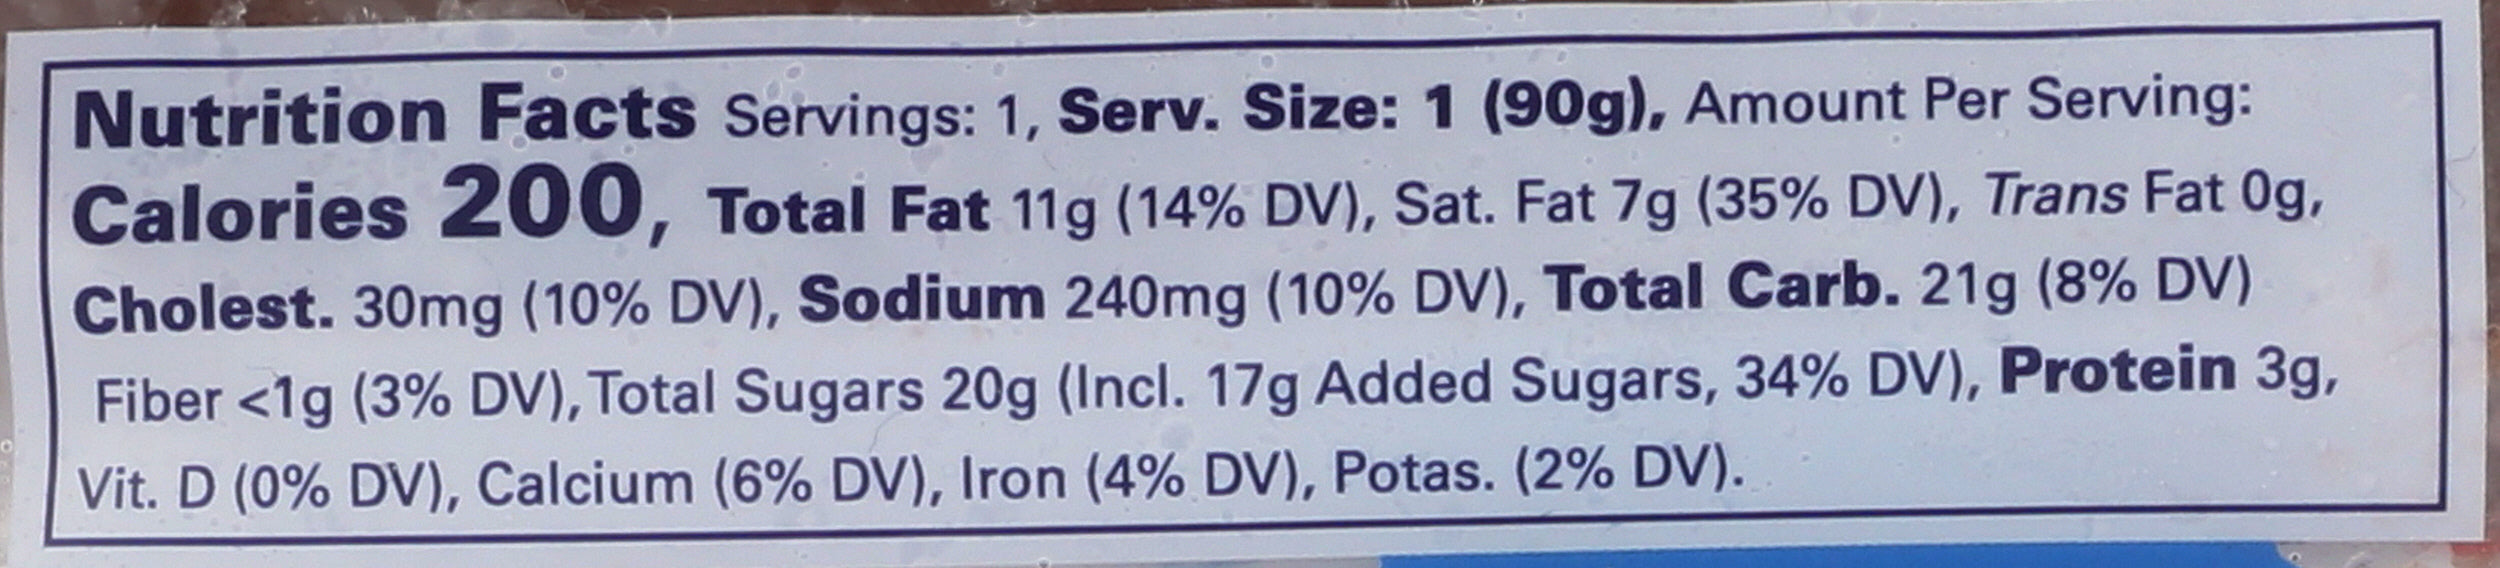 Nutrition Facts Servings: 1, Serv. Size: 1 (90g), Amount Per Serving:
Calories 200, Total Fat 11g (14% DV), Sat. Fat 7g (35% DV), Trans Fat 0g,
Cholest. 30mg (10% DV), Sodium 240mg (10% DV), Total Carb. 21g (8% DV)
Fiber <1g (3% DV), Total Sugars 20g (Incl. 17g Added Sugars, 34% DV), Protein 3g,
Vit. D (0% DV), Calcium (6% DV), Iron (4% DV), Potas. (2% DV).